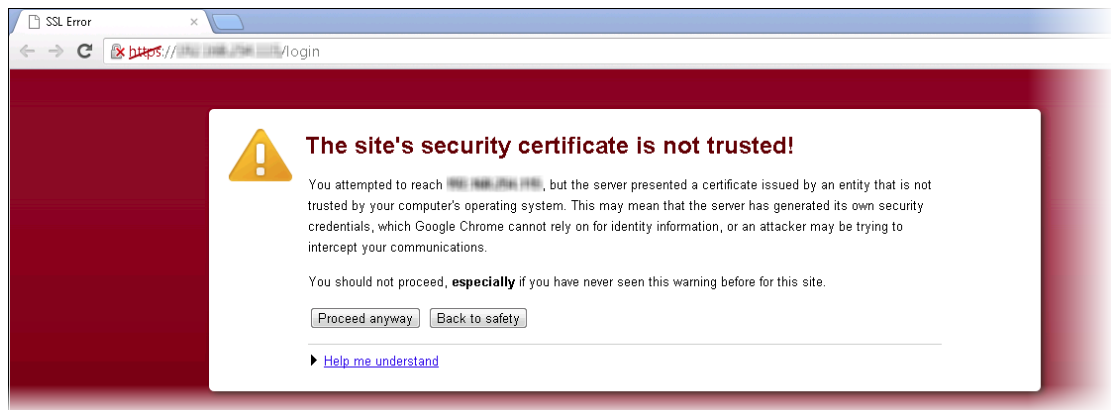 SSL Error
https:// /login
The site's security certificate is not trusted!
You attempted to reach , but the server presented a certificate issued by an entity that is not
trusted by your computer's operating system. This may mean that the server has generated its own security
credentials, which Google Chrome cannot rely on for identity information, or an attacker may be trying to
intercept your communications.
You should not proceed, especially if you have never seen this warning before for this site.
Proceed anyway Back to safety
Help me understand